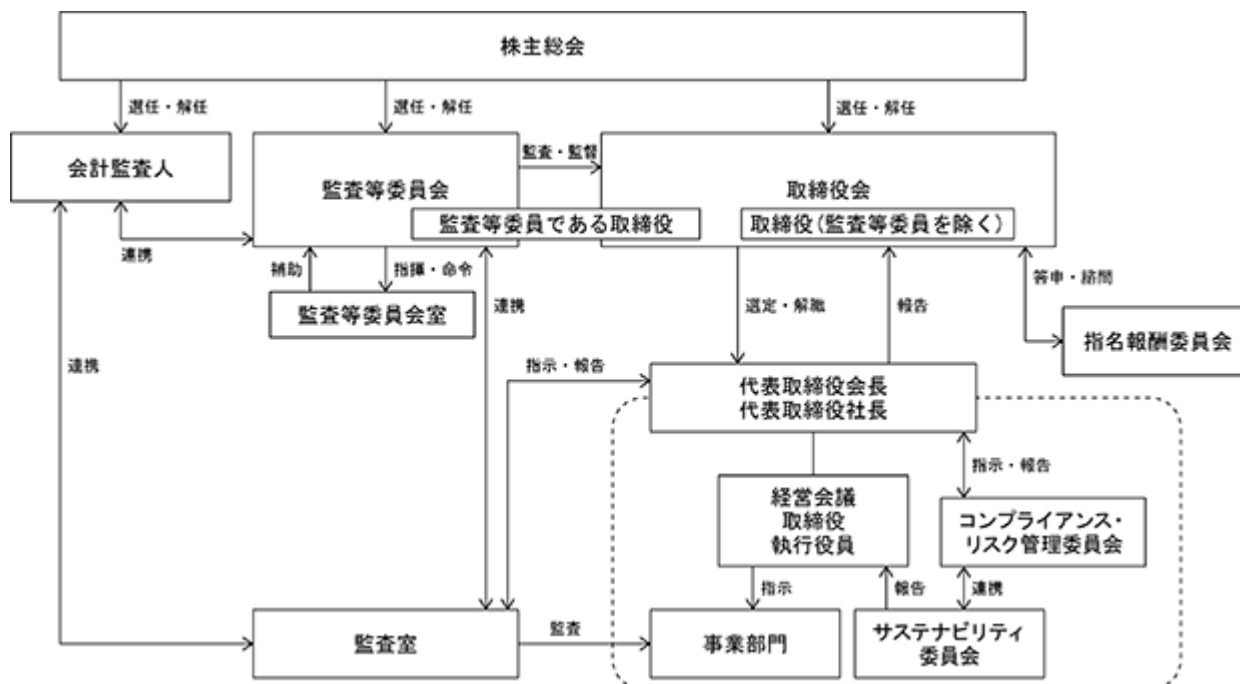 株主総会
選任・解任
選任・解任
選任・解任
会計監査人
監査等委員会
監査・監督
取締役会
監査等委員である取締役
取締役(監査等委員を除く)
連携
補助
指揮・命令
監査等委員会室
連携
選定・解職
報告
答申・諮問
指名報酬委員会
連携
指示・報告
代表取締役会長
代表取締役社長
指示・報告
経営会議
取締役
執行役員
コンプライアンス・
リスク管理委員会
指示
報告
連携
監査室
監査
事業部門
サステナビリティ
委員会